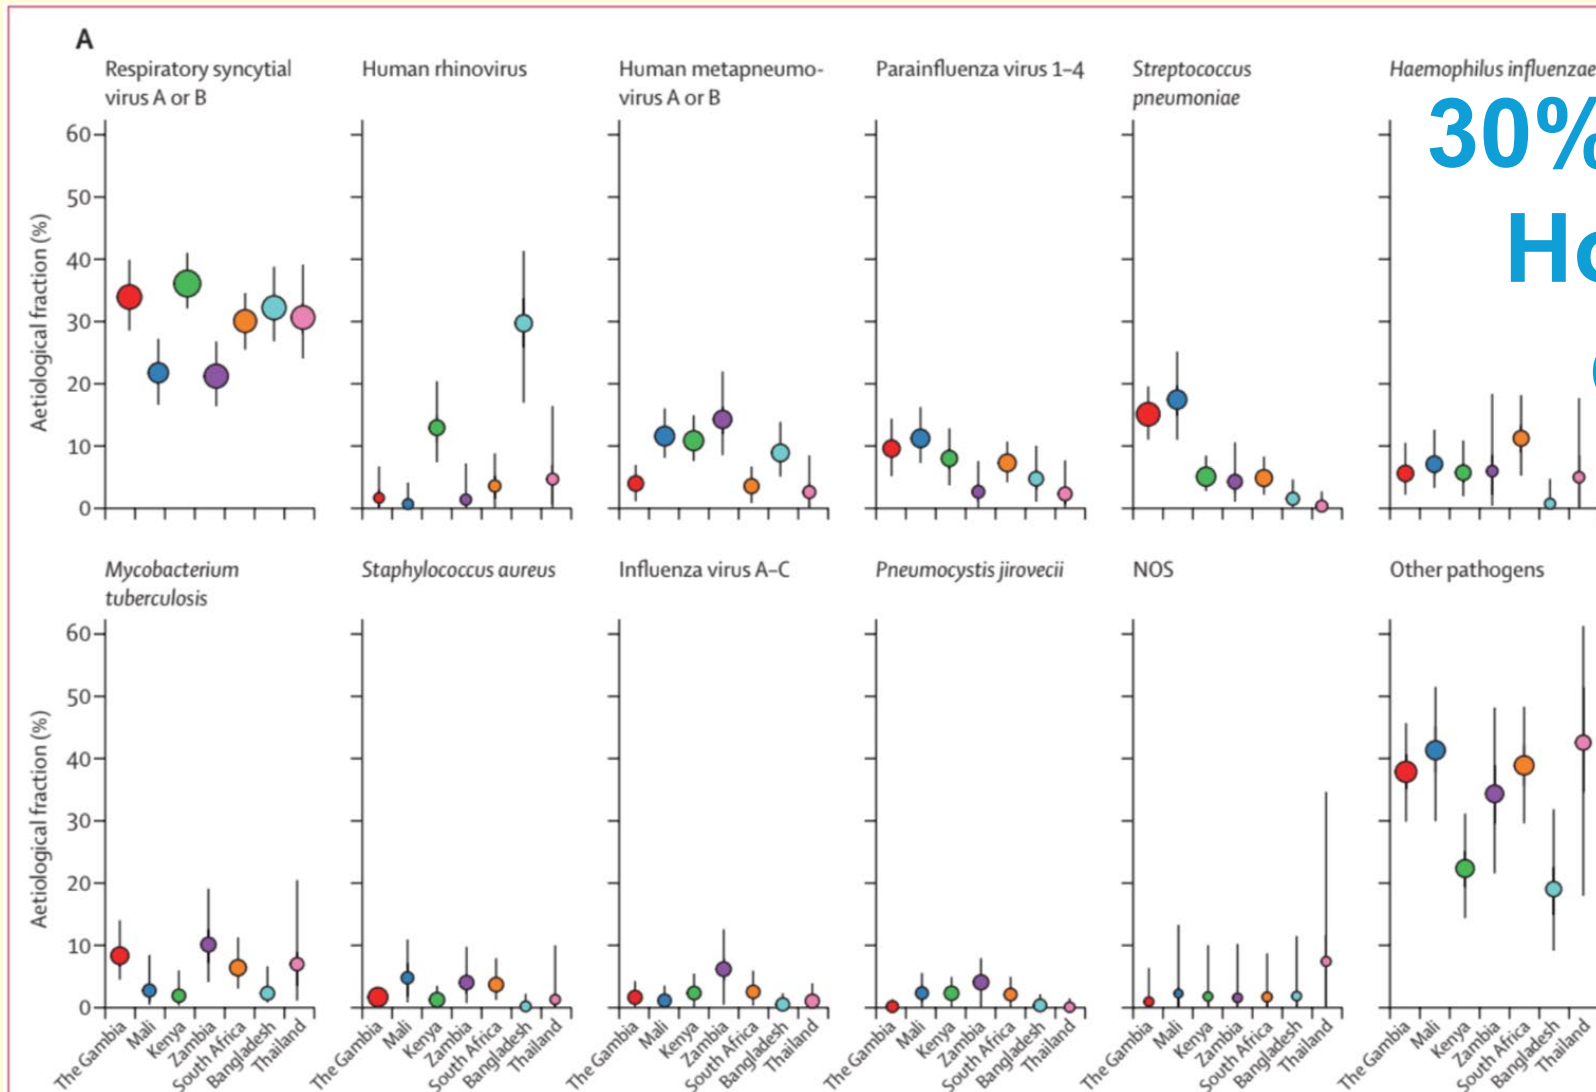 A
Respiratory syncytial
virus A or B
Human rhinovirus
Human metapneumo-
virus A or B
Parainfluenza virus 1–4
Streptococcus
pneumoniae
Haemophilus influenzae
30%
Ho
Aetiological fraction (%)
60
50
40
30
20
10
0
Mycobacterium
tuberculosis
Staphylococcus aureus
Influenza virus A–C
Pneumocystis jirovecii
NOS
Other pathogens
Aetiological fraction (%)
60
50
40
30
20
10
0
The Gambia
Mali
Kenya
Zambia
South Africa
Bangladesh
Thailand
The Gambia
Mali
Kenya
Zambia
South Africa
Bangladesh
Thailand
The Gambia
Mali
Kenya
Zambia
South Africa
Bangladesh
Thailand
The Gambia
Mali
Kenya
Zambia
South Africa
Bangladesh
Thailand
The Gambia
Mali
Kenya
Zambia
South Africa
Bangladesh
Thailand
The Gambia
Mali
Kenya
Zambia
South Africa
Bangladesh
Thailand